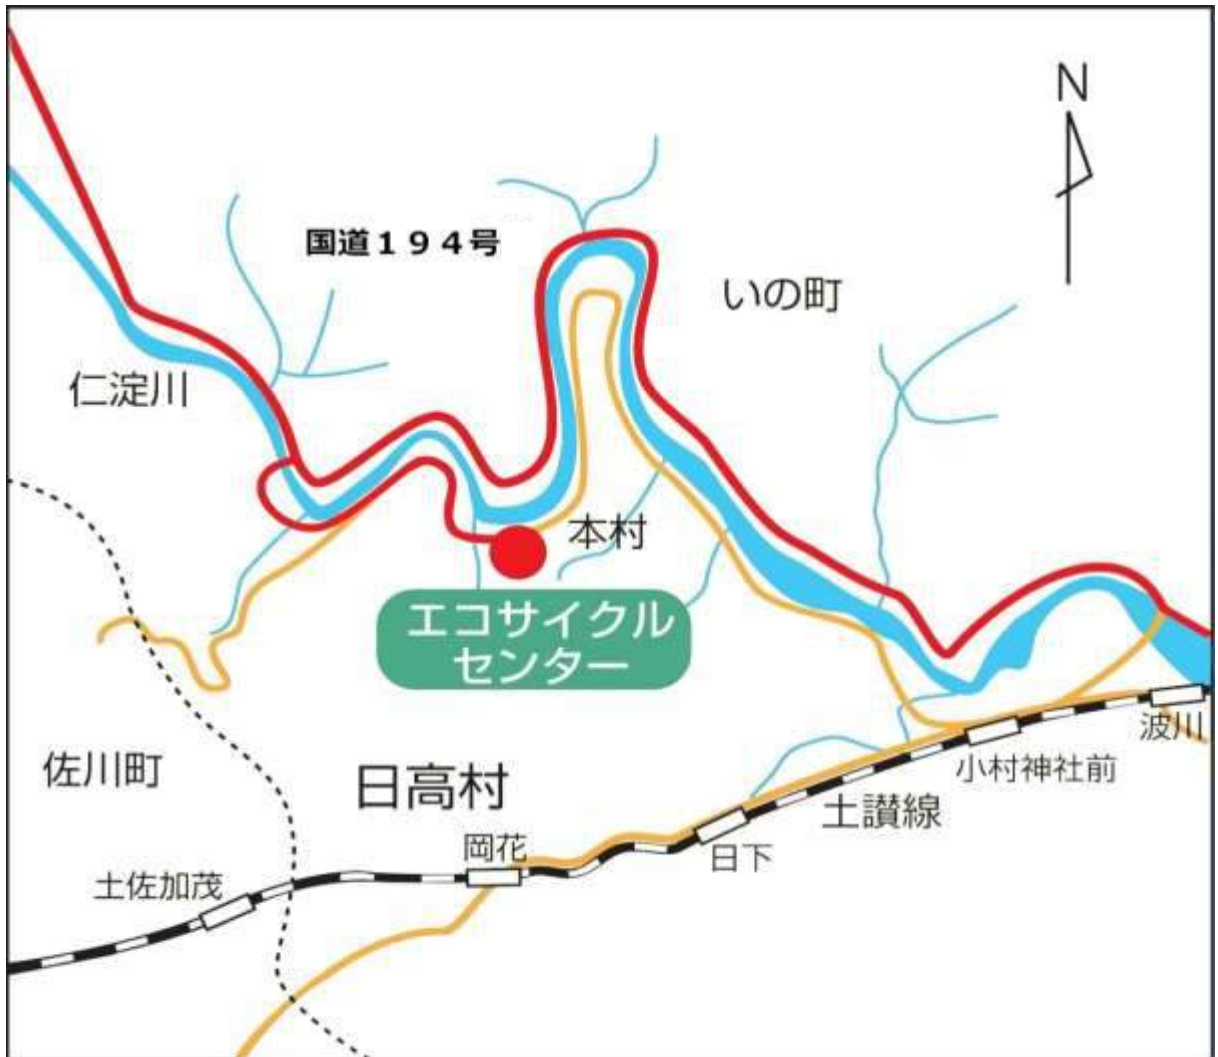 N
国道１９４号
いの町
仁淀川
本村
エコサイクル
センター
波川
佐川町
日高村
小村神社前
土讃線
岡花
日下
土佐加茂